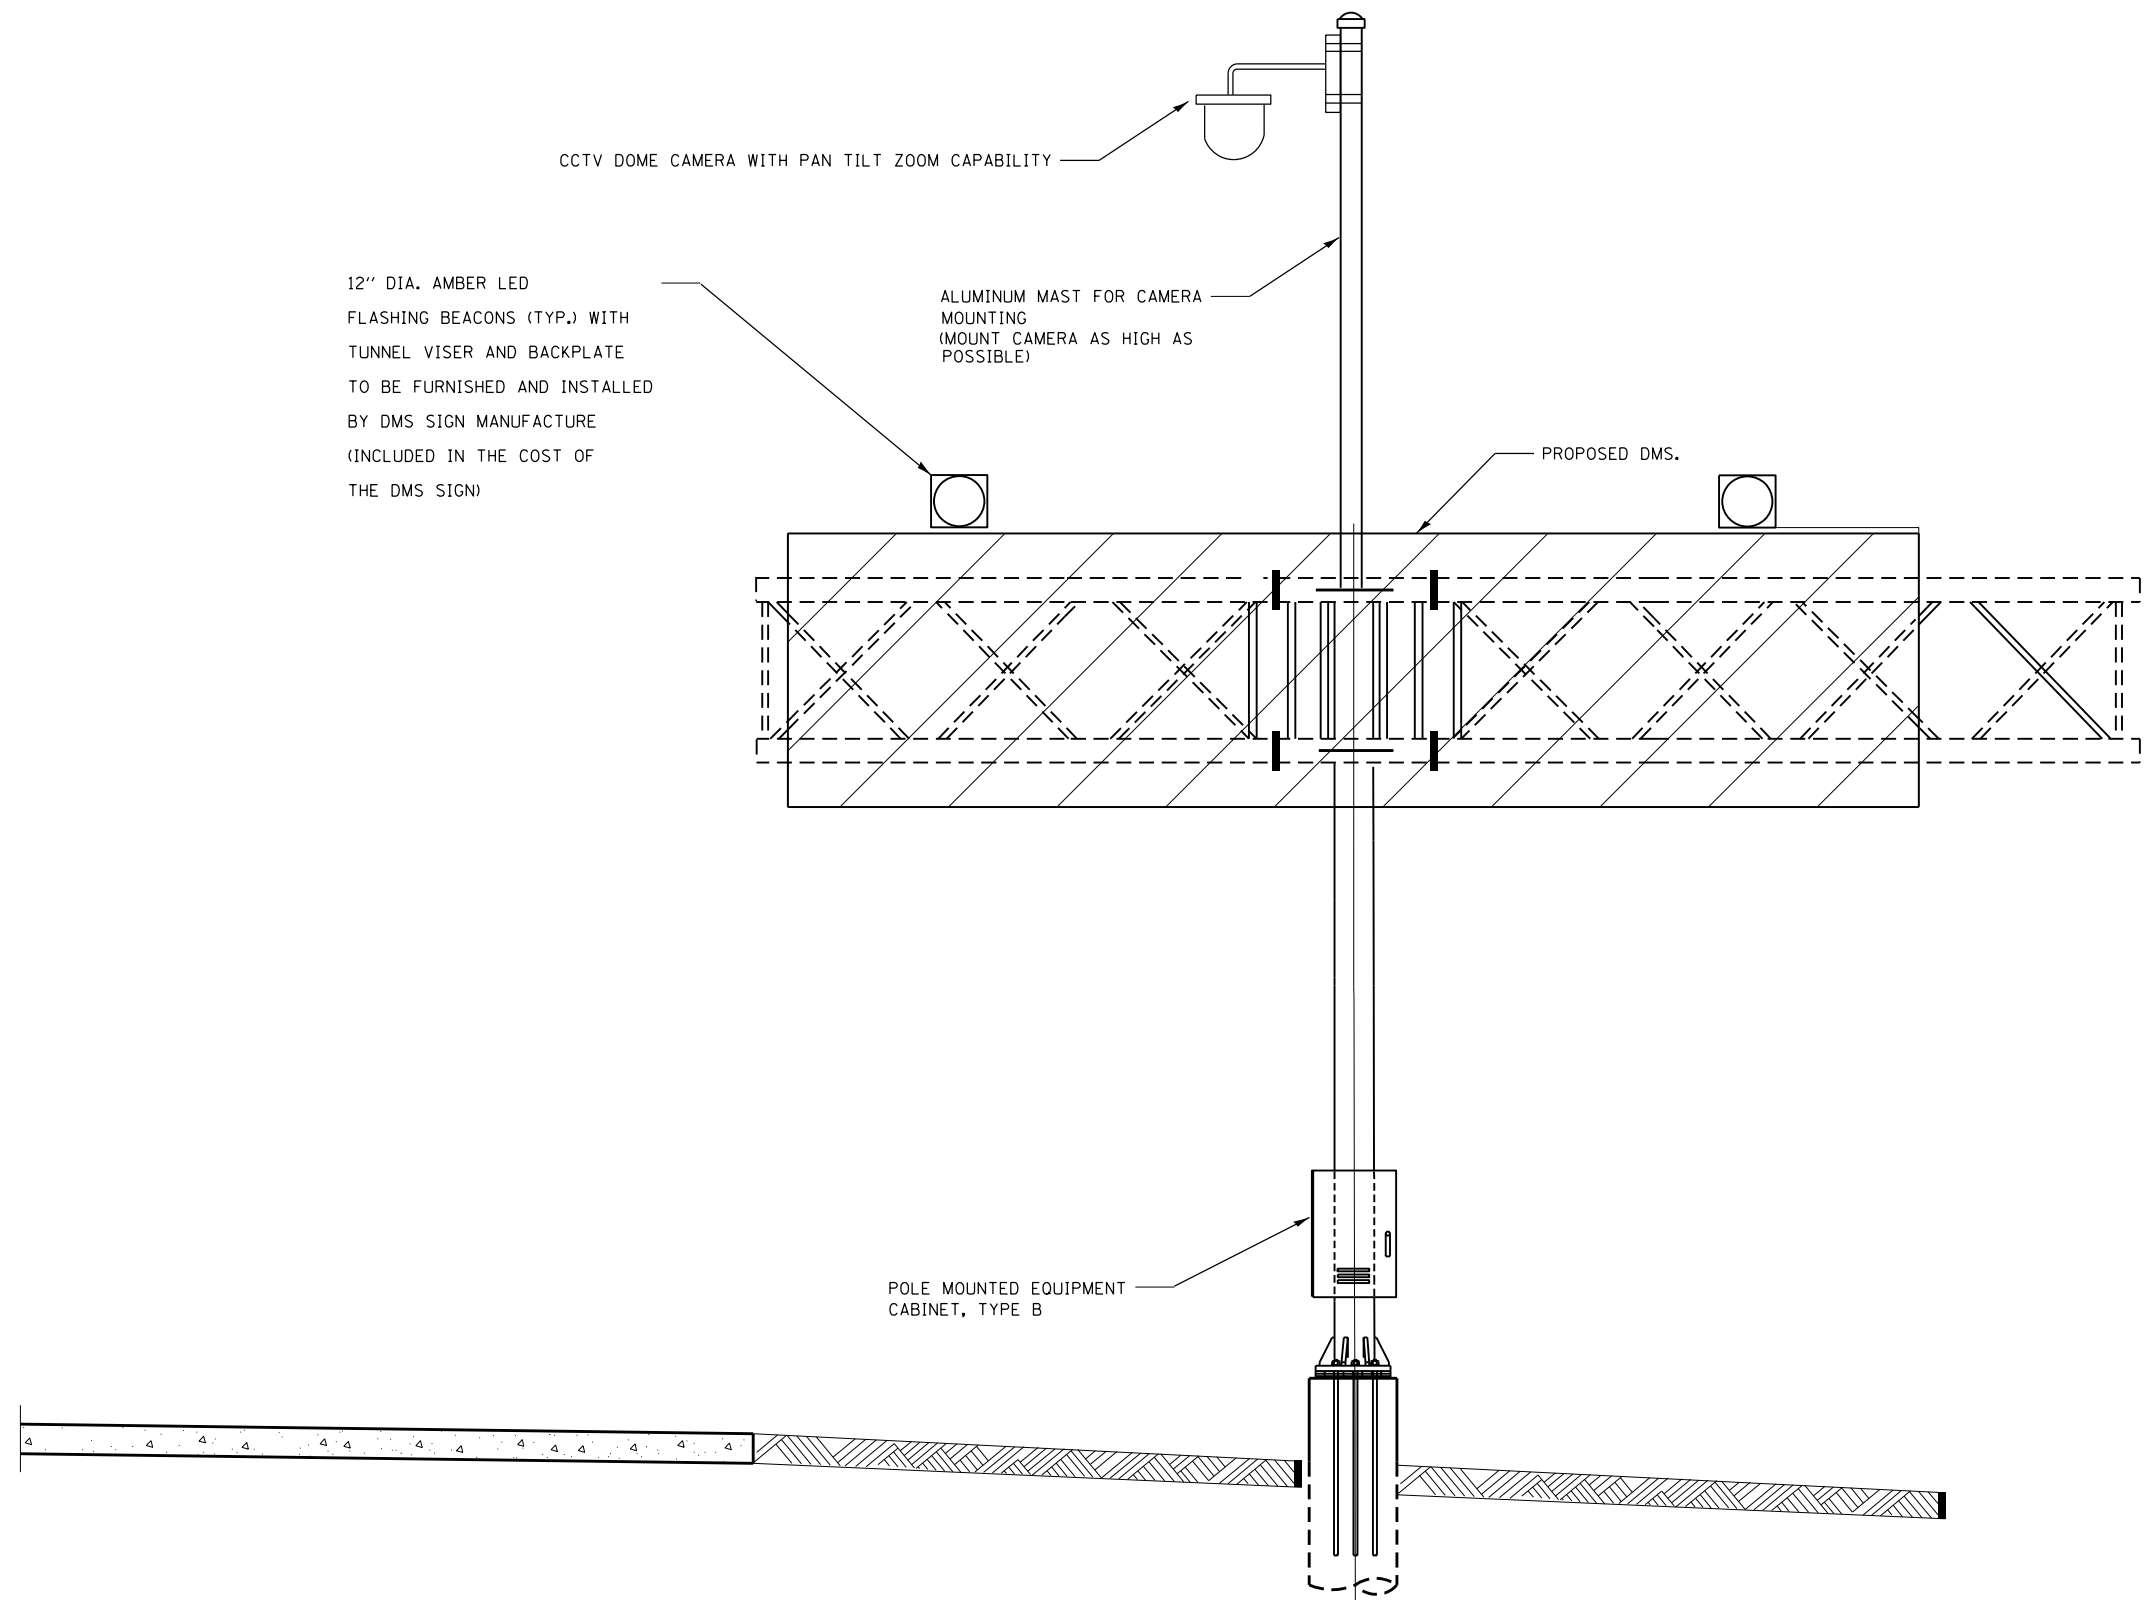 CCTV DOME CAMERA WITH PAN TILT ZOOM CAPABILITY
12" DIA. AMBER LED
FLASHING BEACONS (TYP.) WITH
TUNNEL VISER AND BACKPLATE
TO BE FURNISHED AND INSTALLED
BY DMS SIGN MANUFACTURE
(INCLUDED IN THE COST OF
THE DMS SIGN)
ALUMINUM MAST FOR CAMERA
MOUNTING
(MOUNT CAMERA AS HIGH AS
POSSIBLE)
PROPOSED DMS.
POLE MOUNTED EQUIPMENT
CABINET, TYPE B